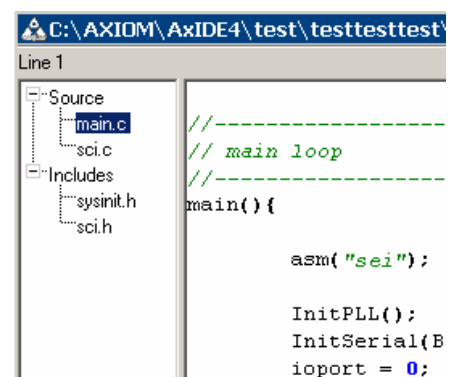 C:\AXIOM\AxIDE4\test\testtesttest\
Line 1
Source
main.c
sci.c
Includes
sysinit.h
sci.h
//------------------
// main loop
//------------------
main(){
asm("sei");
InitPLL();
InitSerial(B
ioport = 0;